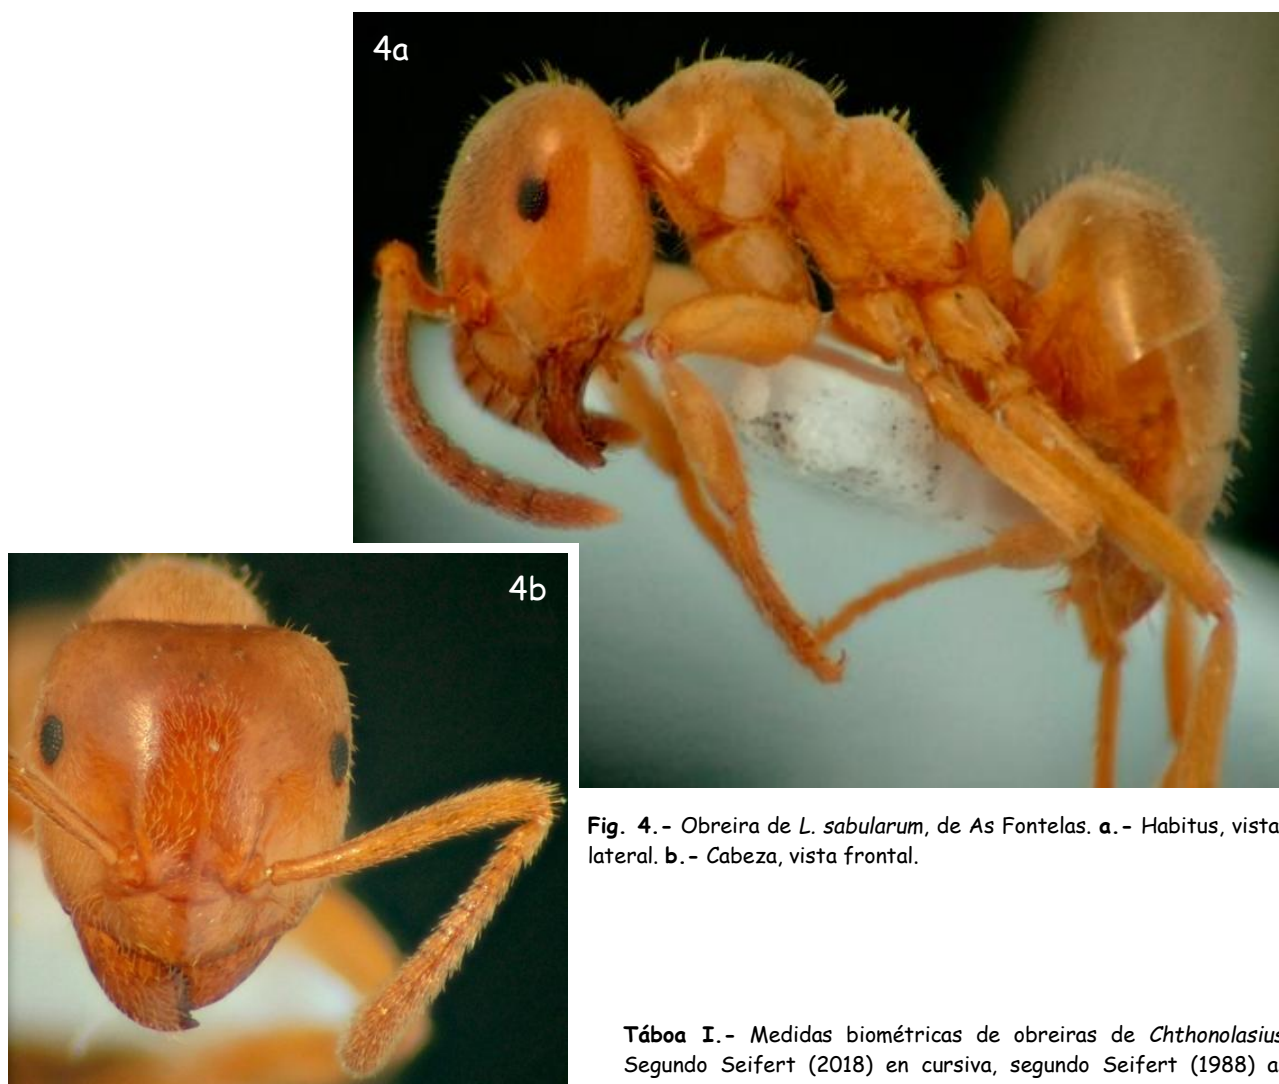 4a
4b
Fig. 4.- Obreira de L. sabularum, de As Fontelas. a.- Habitus, vista
lateral. b.- Cabeza, vista frontal.
Táboa I.- Medidas biométricas de obreiras de Chthonolasius
Segundo Seifert (2018) en cursiva, segundo Seifert (1988) a